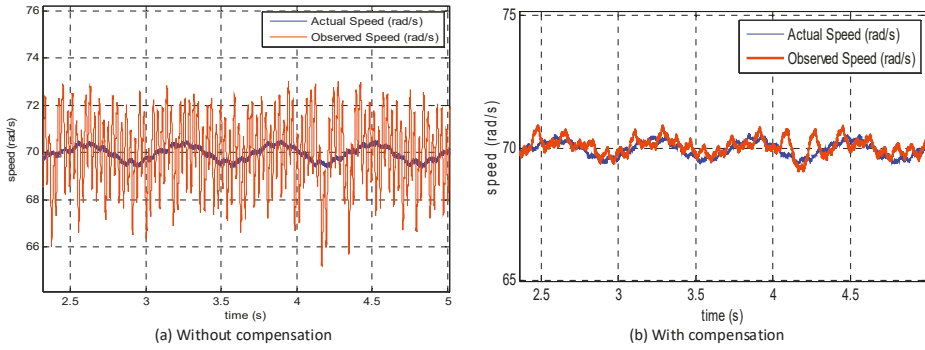 76
74
72
70
68
66
speed (rad/s)
Actual Speed (rad/s)
Observed Speed (rad/s)
2.5
3
3.5
4
4.5
5
time (s)
(a) Without compensation
75
70
65
speed (rad/s)
Actual Speed (rad/s)
Observed Speed (rad/s)
2.5
3
3.5
4
4.5
time (s)
(b) With compensation